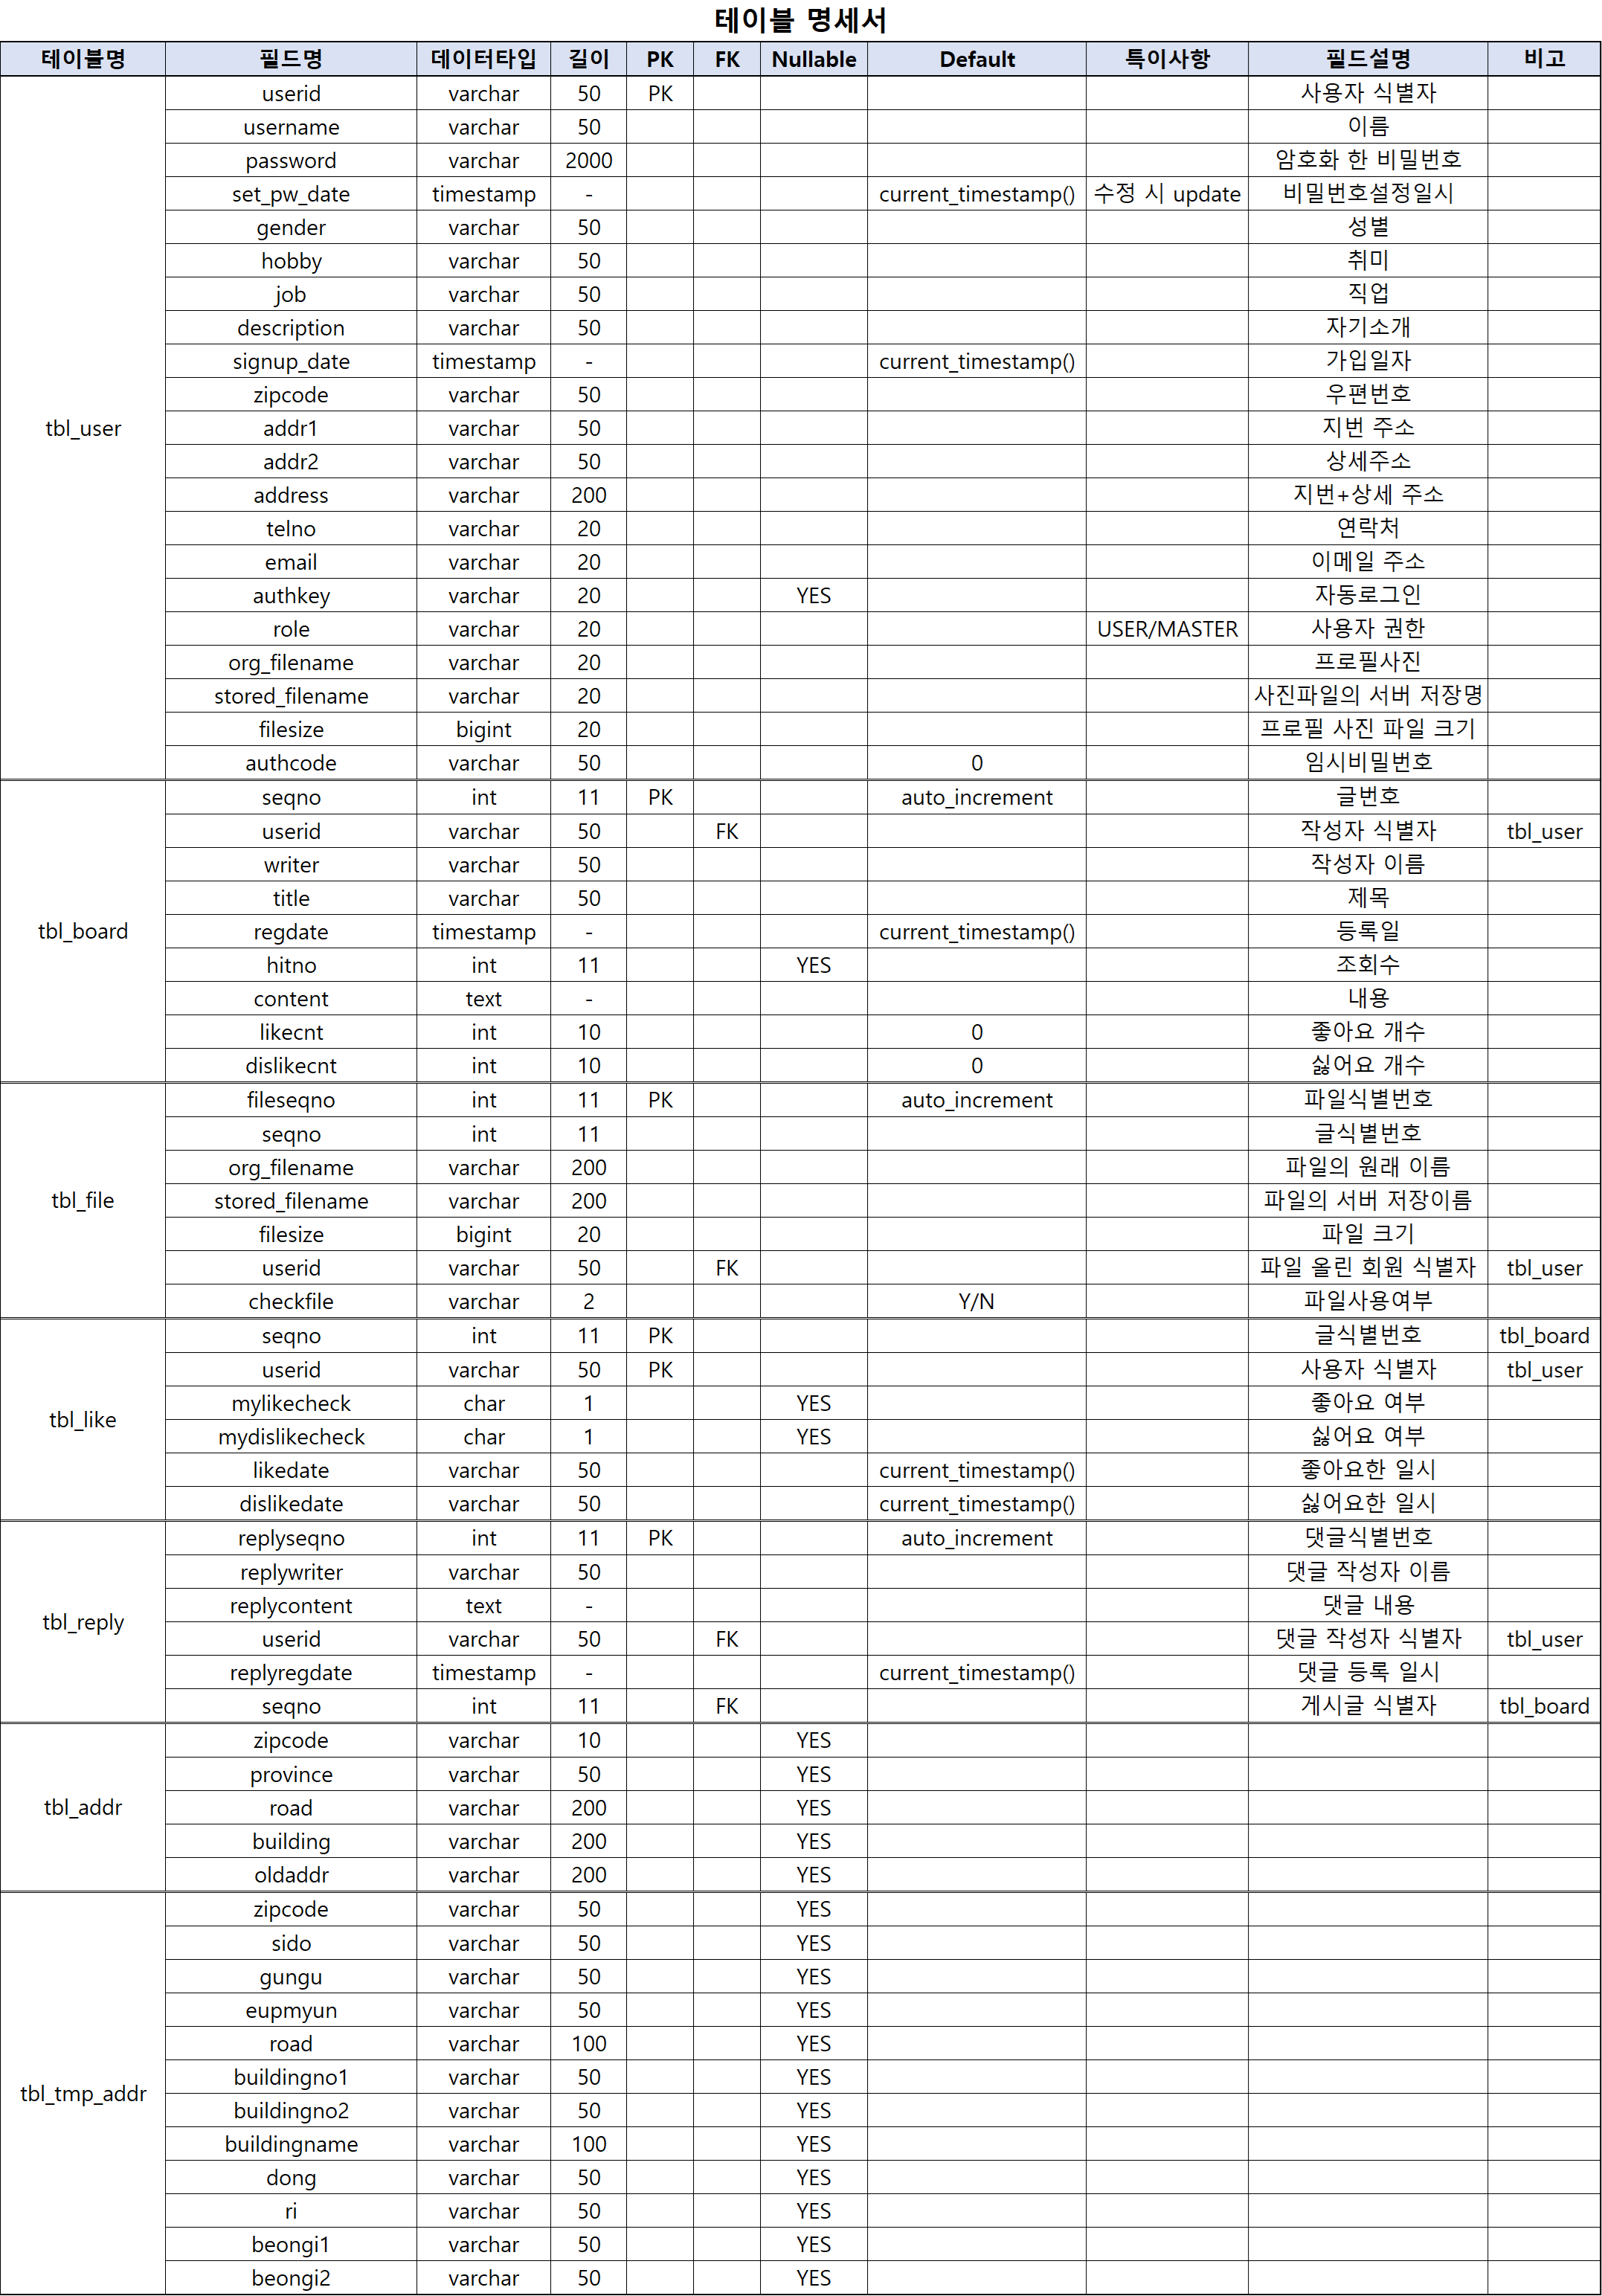 테이블 명세서
테이블명 필드명 데이터타입 길이 PK FK Nullable Default 특이사항 필드설명 비고
tbl_user
userid varchar 50 PK 사용자 식별자
username varchar 50 이름
password varchar 2000 암호화 한 비밀번호
set_pw_date timestamp - current_timestamp() 수정 시 update 비밀번호설정일시
gender varchar 50 성별
hobby varchar 50 취미
job varchar 50 직업
description varchar 50 자기소개
signup_date timestamp - current_timestamp() 가입일자
zipcode varchar 50 우편번호
addr1 varchar 50 지번 주소
addr2 varchar 50 상세주소
address varchar 200 지번+상세 주소
telno varchar 20 연락처
email varchar 20 이메일 주소
authkey varchar 20 YES 자동로그인
role varchar 20 USER/MASTER 사용자 권한
org_filename varchar 20 프로필사진
stored_filename varchar 20 사진파일의 서버 저장명
filesize bigint 20 프로필 사진 파일 크기
authcode varchar 50 0 임시비밀번호
tbl_board
seqno int 11 PK auto_increment 글번호
userid varchar 50 FK 작성자 식별자 tbl_user
writer varchar 50 작성자 이름
title varchar 50 제목
regdate timestamp - current_timestamp() 등록일
hitno int 11 YES 조회수
content text - 내용
likecnt int 10 0 좋아요 개수
dislikecnt int 10 0 싫어요 개수
tbl_file
fileseqno int 11 PK auto_increment 파일식별번호
seqno int 11 글식별번호
org_filename varchar 200 파일의 원래 이름
stored_filename varchar 200 파일의 서버 저장이름
filesize bigint 20 파일 크기
userid varchar 50 FK 파일 올린 회원 식별자 tbl_user
checkfile varchar 2 Y/N 파일사용여부
tbl_like
seqno int 11 PK 글식별번호 tbl_board
userid varchar 50 PK 사용자 식별자 tbl_user
mylikecheck char 1 YES 좋아요 여부
mydislikecheck char 1 YES 싫어요 여부
likedate varchar 50 current_timestamp() 좋아요한 일시
dislikedate varchar 50 current_timestamp() 싫어요한 일시
tbl_reply
replyseqno int 11 PK auto_increment 댓글식별번호
replywriter varchar 50 댓글 작성자 이름
replycontent text - 댓글 내용
userid varchar 50 FK 댓글 작성자 식별자 tbl_user
replyregdate timestamp - current_timestamp() 댓글 등록 일시
seqno int 11 FK 게시글 식별자 tbl_board
tbl_addr
zipcode varchar 10 YES
province varchar 50 YES
road varchar 200 YES
building varchar 200 YES
oldaddr varchar 200 YES
tbl_tmp_addr
zipcode varchar 50 YES
sido varchar 50 YES
gungu varchar 50 YES
eupmyun varchar 50 YES
road varchar 100 YES
buildingno1 varchar 50 YES
buildingno2 varchar 50 YES
buildingname varchar 100 YES
dong varchar 50 YES
ri varchar 50 YES
beongi1 varchar 50 YES
beongi2 varchar 50 YES